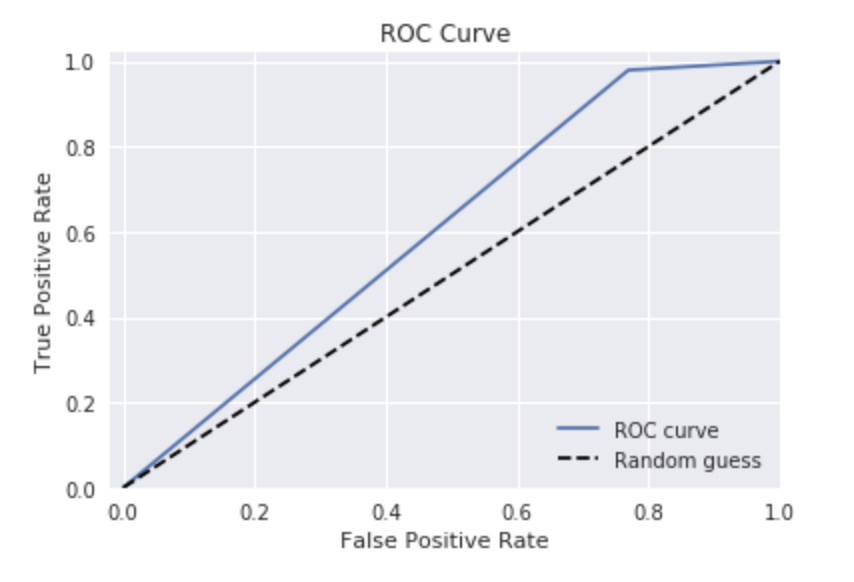 ROC Curve
1.0
0.8
0.6
0.4
0.2
0.0
True Positive Rate
ROC curve
Random guess
0.0 0.2 0.4 0.6 0.8 1.0
False Positive Rate